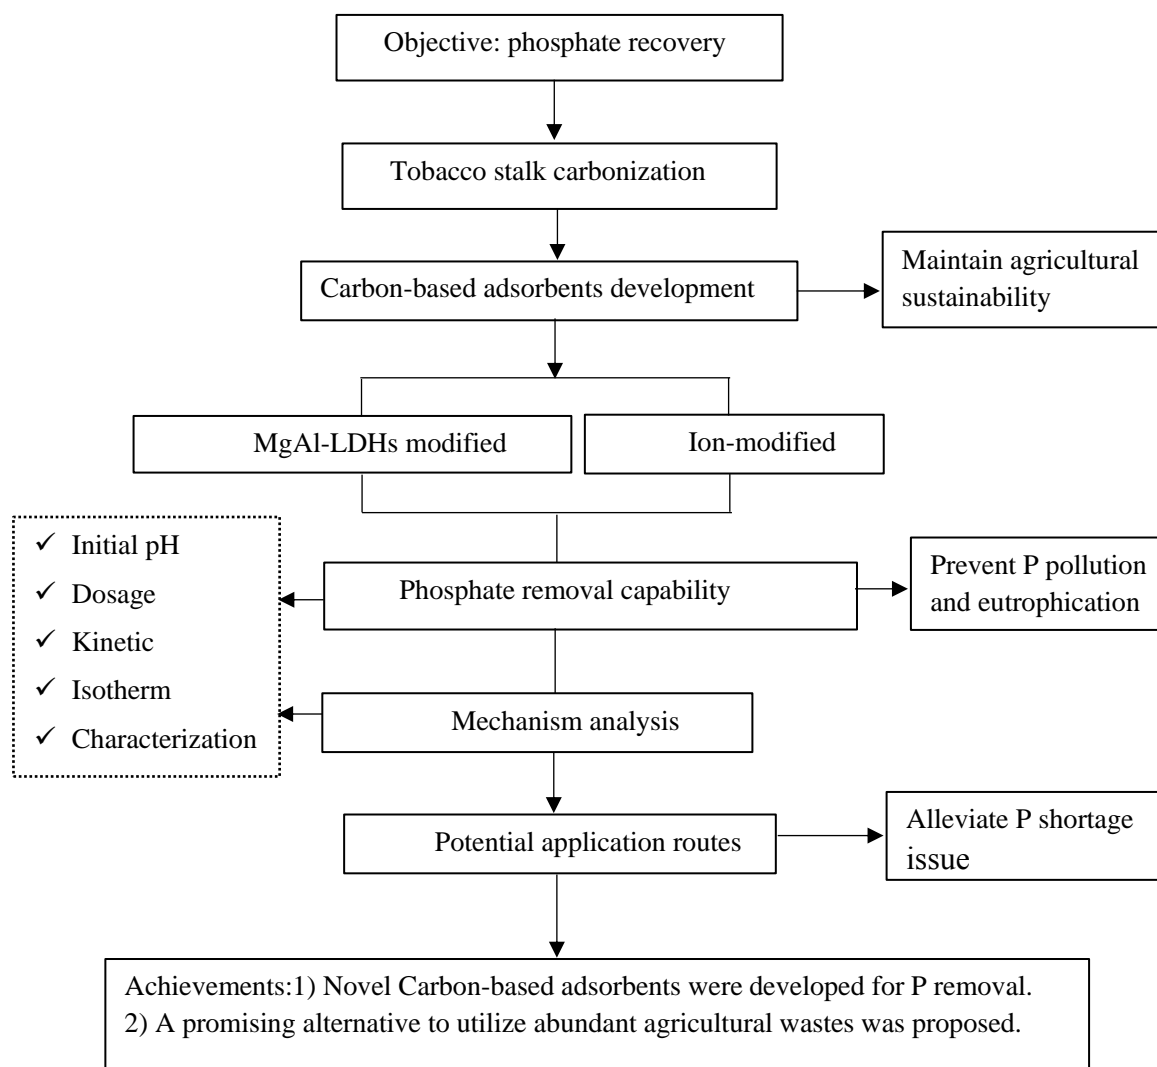 Objective: phosphate recovery
Tobacco stalk carbonization
Carbon-based adsorbents development
Maintain agricultural
sustainability
MgAl-LDHs modified
Ion-modified
✓ Initial pH
✓ Dosage
✓ Kinetic
✓ Isotherm
✓ Characterization
Phosphate removal capability
Prevent P pollution
and eutrophication
Mechanism analysis
Potential application routes
Alleviate P shortage
issue
Achievements:1) Novel Carbon-based adsorbents were developed for P removal.
2) A promising alternative to utilize abundant agricultural wastes was proposed.